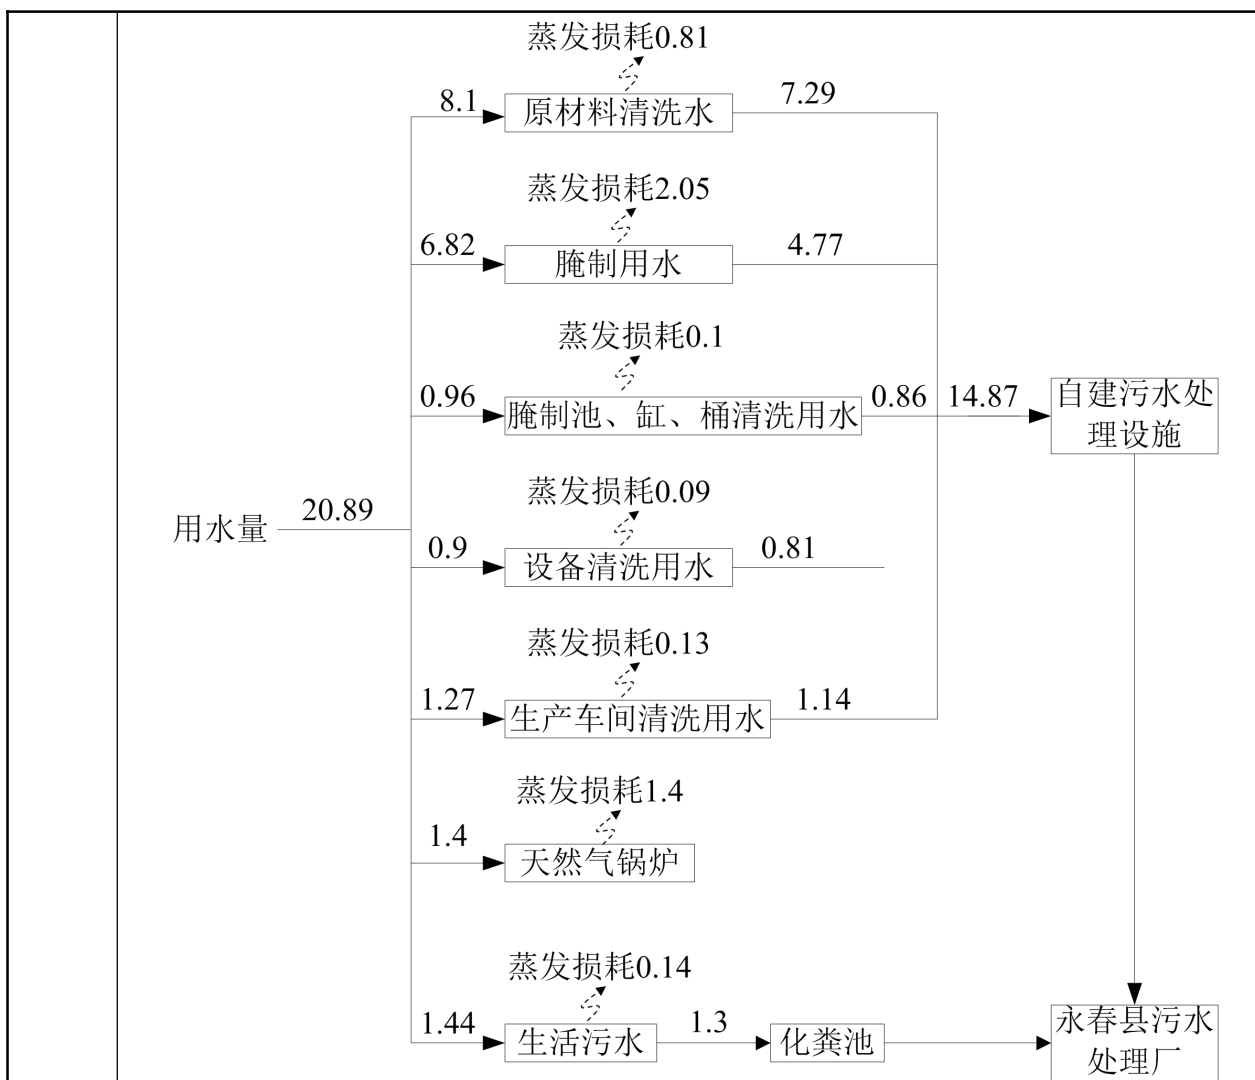 蒸发损耗0.81
8.1
原材料清洗水
7.29
蒸发损耗2.05
6.82
腌制用水
4.77
蒸发损耗0.1
0.96
腌制池、缸、桶清洗用水
0.86
14.87
自建污水处
理设施
用水量
20.89
蒸发损耗0.09
0.9
设备清洗用水
0.81
蒸发损耗0.13
1.27
生产车间清洗用水
1.14
蒸发损耗1.4
1.4
天然气锅炉
蒸发损耗0.14
1.44
生活污水
1.3
化粪池
永春县污水
处理厂